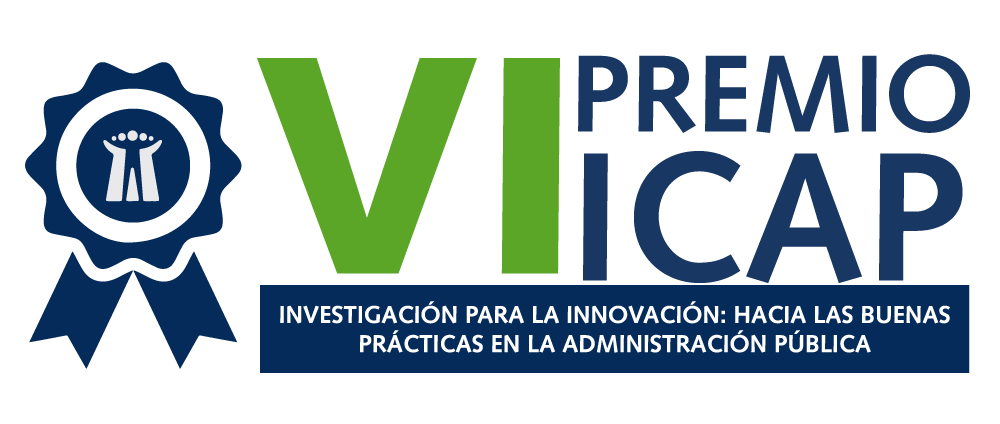 VI PREMIO
ICAP
INVESTIGACIÓN PARA LA INNOVACIÓN: HACIA LAS BUENAS
PRÁCTICAS EN LA ADMINISTRACIÓN PÚBLICA